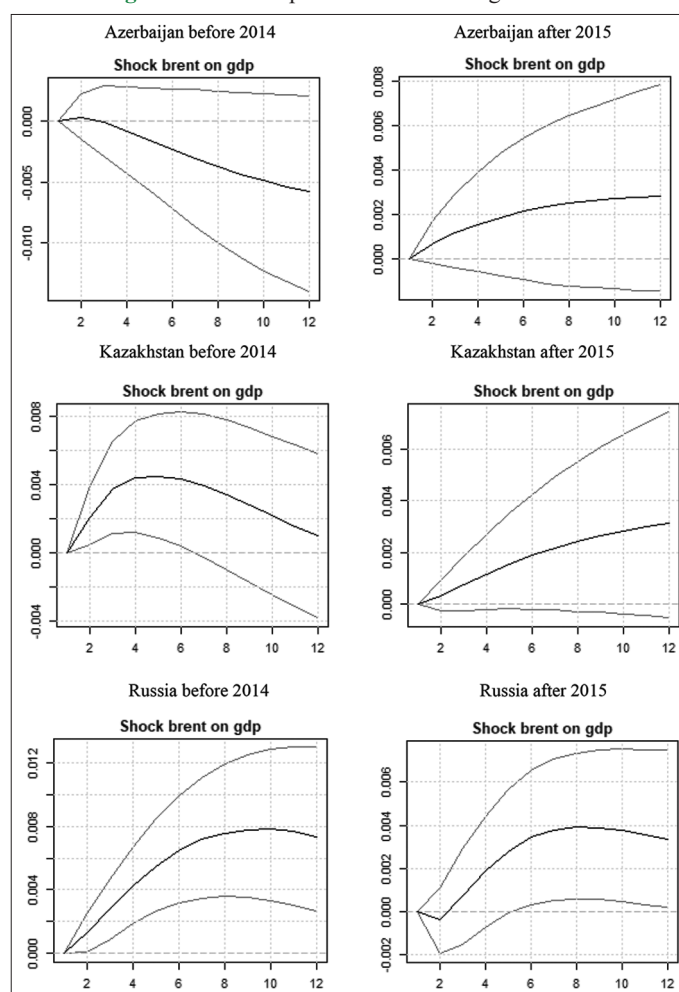 Azerbaijan before 2014
Shock brent on gdp
0.000
-0.005
-0.010
2 4 6 8 10 12
Azerbaijan after 2015
Shock brent on gdp
0.008
0.006
0.004
0.002
0.000
2 4 6 8 10 12
Kazakhstan before 2014
Shock brent on gdp
0.008
0.004
0.000
-0.004
2 4 6 8 10 12
Kazakhstan after 2015
Shock brent on gdp
0.006
0.004
0.002
0.000
2 4 6 8 10 12
Russia before 2014
Shock brent on gdp
0.012
0.008
0.004
0.000
2 4 6 8 10 12
Russia after 2015
Shock brent on gdp
0.006
0.004
0.002
0.000
-0.002
2 4 6 8 10 12